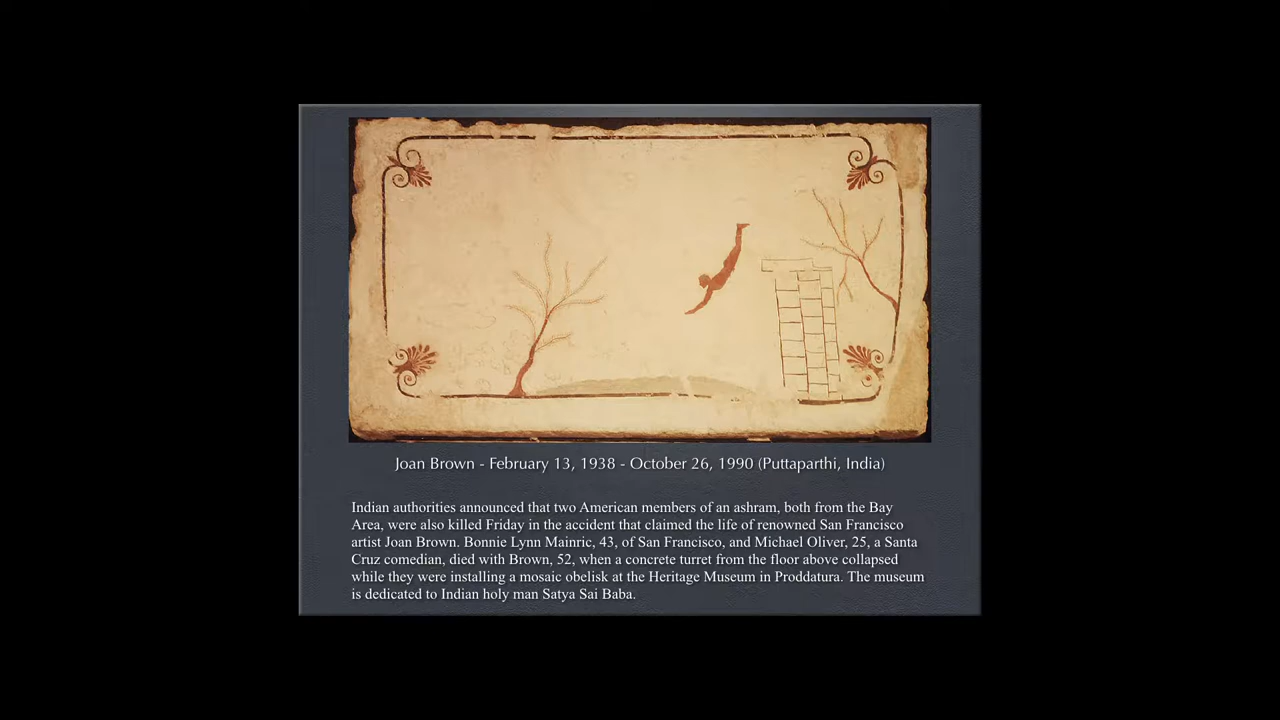 Joan Brown - February 13, 1938 - October 26, 1990 (Puttaparthi, India)
Indian authorities announced that two American members of an ashram, both from the Bay
Area, were also killed Friday in the accident that claimed the life of renowned San Francisco
artist Joan Brown. Bonnie Lynn Mainric, 43, of San Francisco, and Michael Oliver, 25, a Santa
Cruz comedian, died with Brown, 52, when a concrete turret from the floor above collapsed
while they were installing a mosaic obelisk at the Heritage Museum in Proddatura. The museum
is dedicated to Indian holy man Satya Sai Baba.